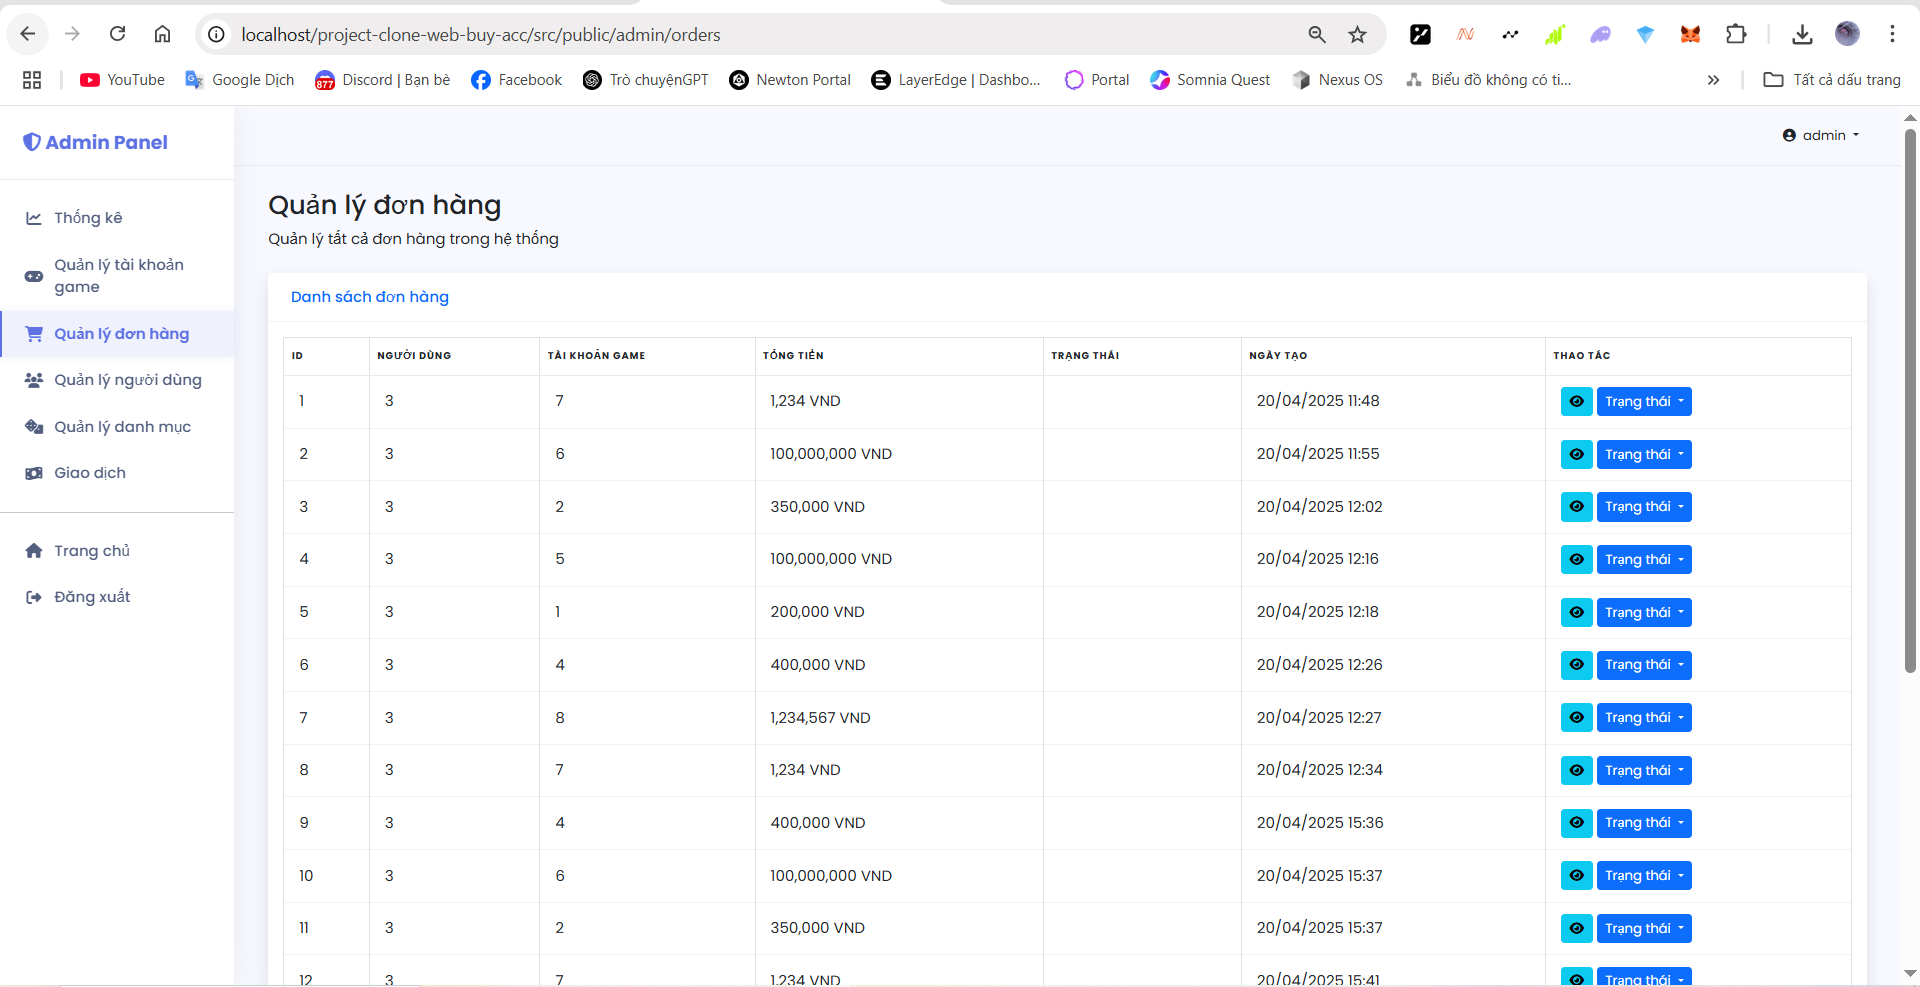 localhost/project-clone-web-buy-acc/src/public/admin/orders
YouTube
Google Dịch
877
Discord | Bạn bè
Facebook
Trò chuyệnGPT
Newton Portal
LayerEdge | Dashbo...
Portal
Somnia Quest
Nexus OS
Biểu đồ không có ti...
Tất cả dấu trang
Admin Panel
admin
Thống kê
Quản lý tài khoản
game
Quản lý đơn hàng
Quản lý người dùng
Quản lý danh mục
Giao dịch
Trang chủ
Đăng xuất
Quản lý đơn hàng
Quản lý tất cả đơn hàng trong hệ thống
Danh sách đơn hàng
ID NGƯỜI DÙNG TÀI KHOẢN GAME TỔNG TIỀN TRẠNG THÁI NGÀY TẠO THAO TÁC
1 3 7 1,234 VND 20/04/2025 11:48 Trạng thái
2 3 6 100,000,000 VND 20/04/2025 11:55 Trạng thái
3 3 2 350,000 VND 20/04/2025 12:02 Trạng thái
4 3 5 100,000,000 VND 20/04/2025 12:16 Trạng thái
5 3 1 200,000 VND 20/04/2025 12:18 Trạng thái
6 3 4 400,000 VND 20/04/2025 12:26 Trạng thái
7 3 8 1,234,567 VND 20/04/2025 12:27 Trạng thái
8 3 7 1,234 VND 20/04/2025 12:34 Trạng thái
9 3 4 400,000 VND 20/04/2025 15:36 Trạng thái
10 3 6 100,000,000 VND 20/04/2025 15:37 Trạng thái
11 3 2 350,000 VND 20/04/2025 15:37 Trạng thái
12 3 7 1,234 VND 20/04/2025 15:41 Trạng thái